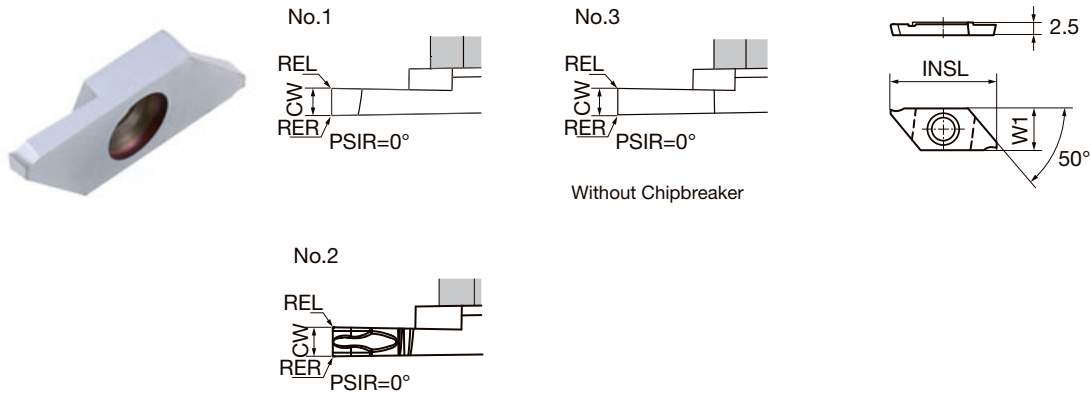 No.1
REL
CW
RER
PSIR=0°
No.3
REL
CW
RER
PSIR=0°
Without Chipbreaker
2.5
INSL
W1
50°
No.2
REL
CW
RER
PSIR=0°